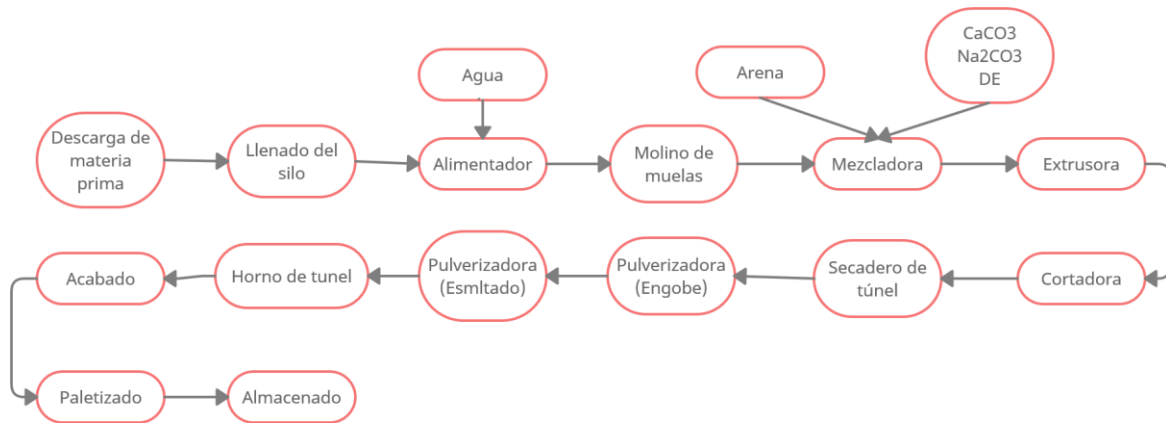 CaCO3
Na2CO3
DE
Agua
Arena
Descarga de
materia
prima
Llenado del
silo
Alimentador
Molino de
muelas
Mezcladora
Extrusora
Acabado
Horno de tunel
Pulverizadora
(Esmltado)
Pulverizadora
(Engobe)
Secadero de
túnel
Cortadora
Paletizado
Almacenado